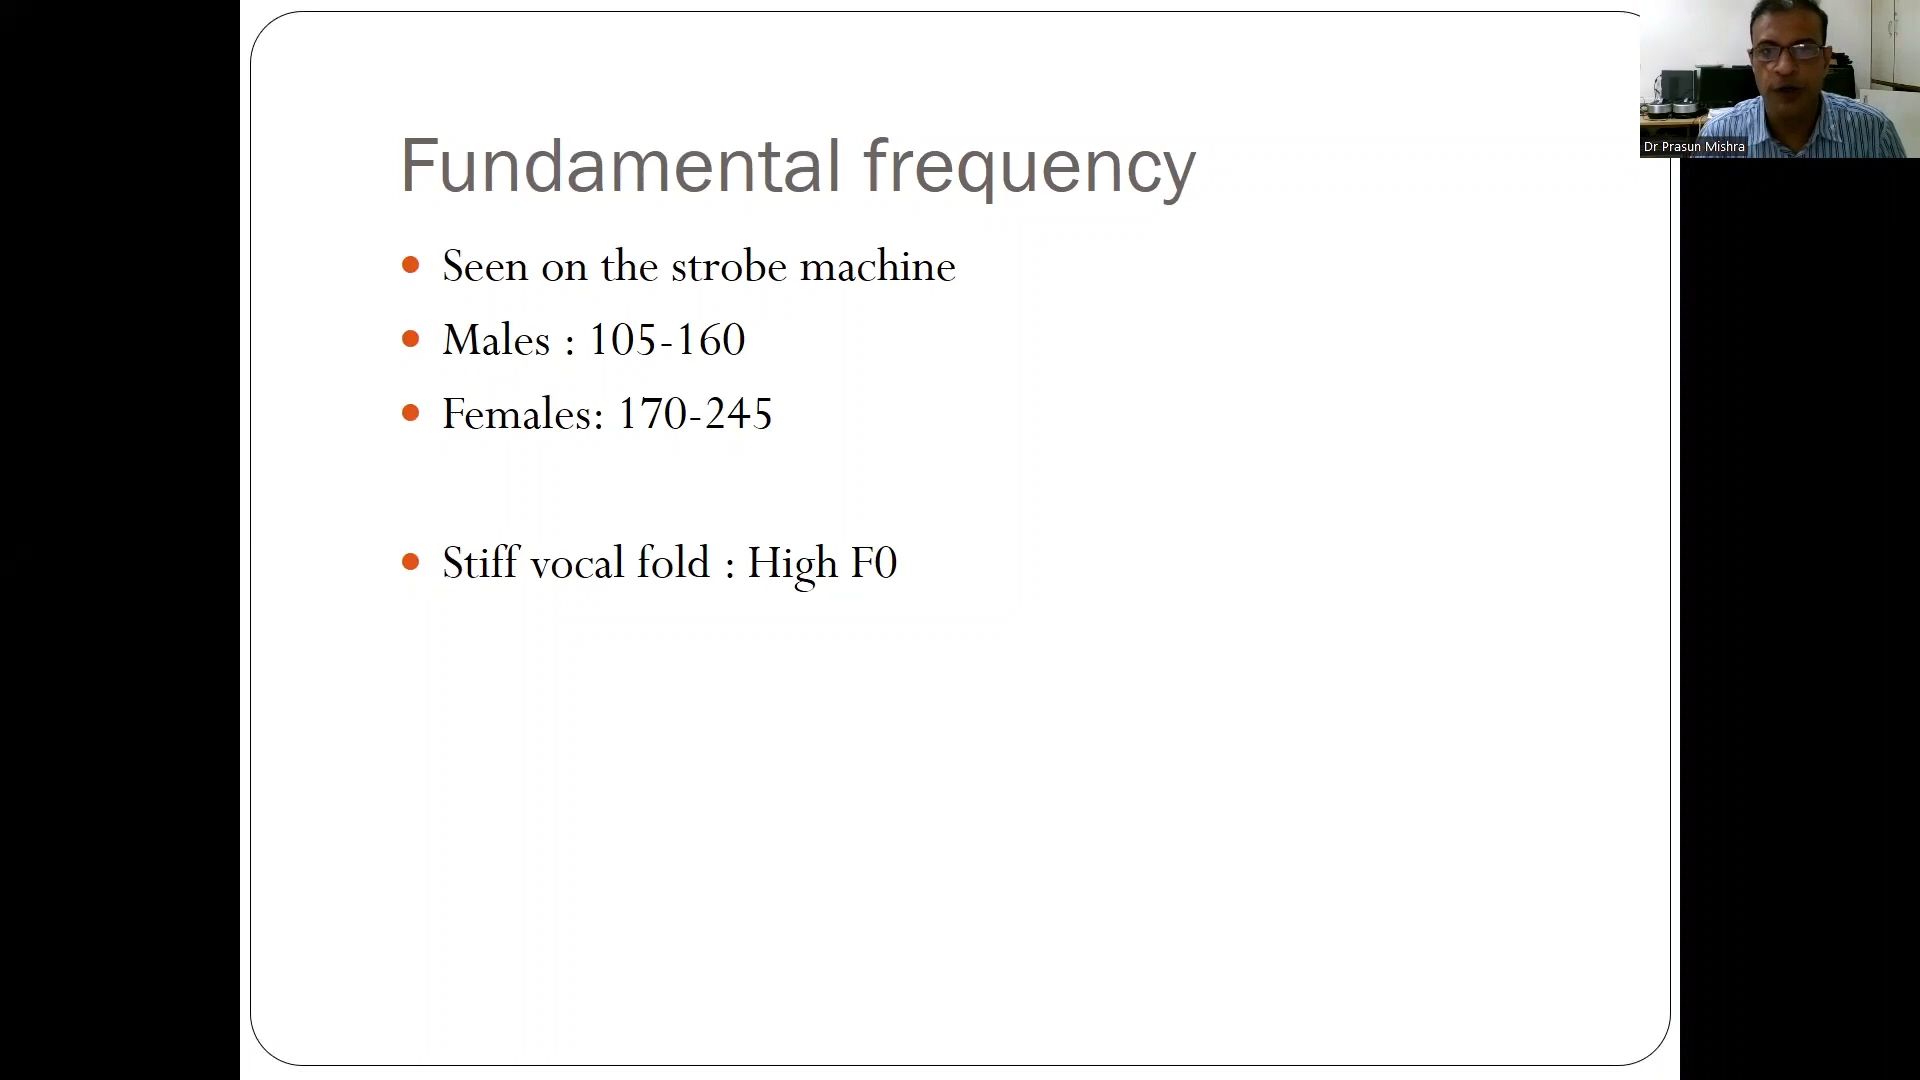 Fundamental frequency
Seen on the strobe machine
Males : 105-160
Females: 170-245
Stiff vocal fold : High F0
Dr Prasun Mishra